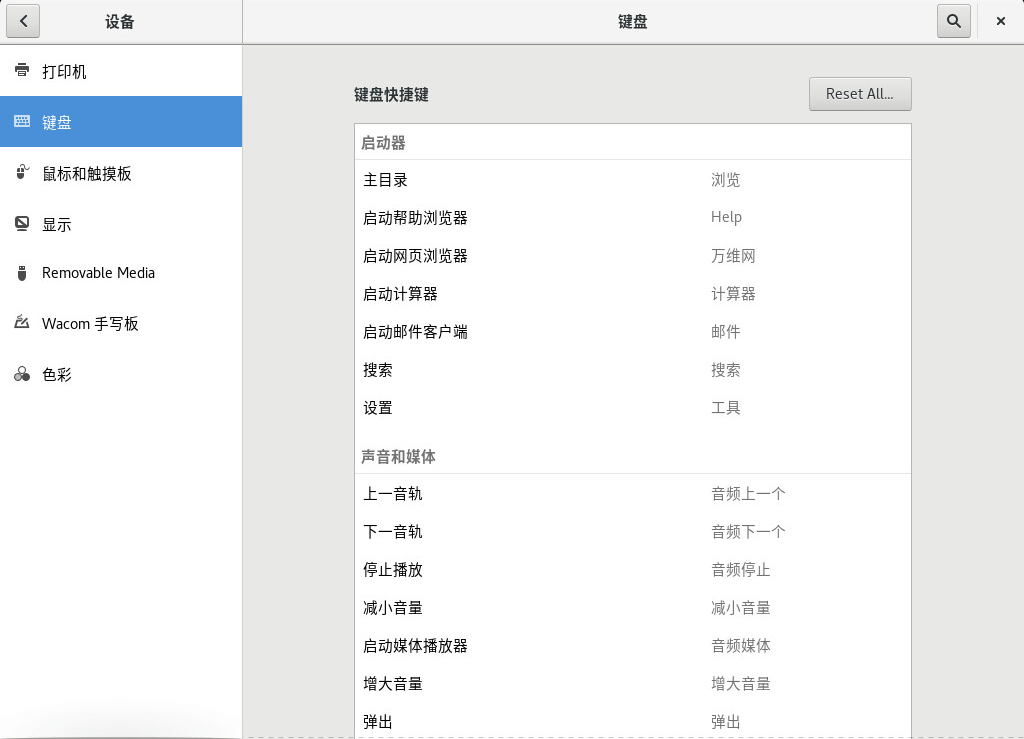 设备
键盘
打印机
键盘
鼠标和触摸板
显示
Removable Media
Wacom 手写板
色彩
键盘快捷键
Reset All...
启动器
主目录 浏览
启动帮助浏览器 Help
启动网页浏览器 万维网
启动计算器 计算器
启动邮件客户端 邮件
搜索 搜索
设置 工具
声音和媒体
上一音轨 音频上一个
下一音轨 音频下一个
停止播放 音频停止
减小音量 减小音量
启动媒体播放器 音频媒体
增大音量 增大音量
弹出 弹出